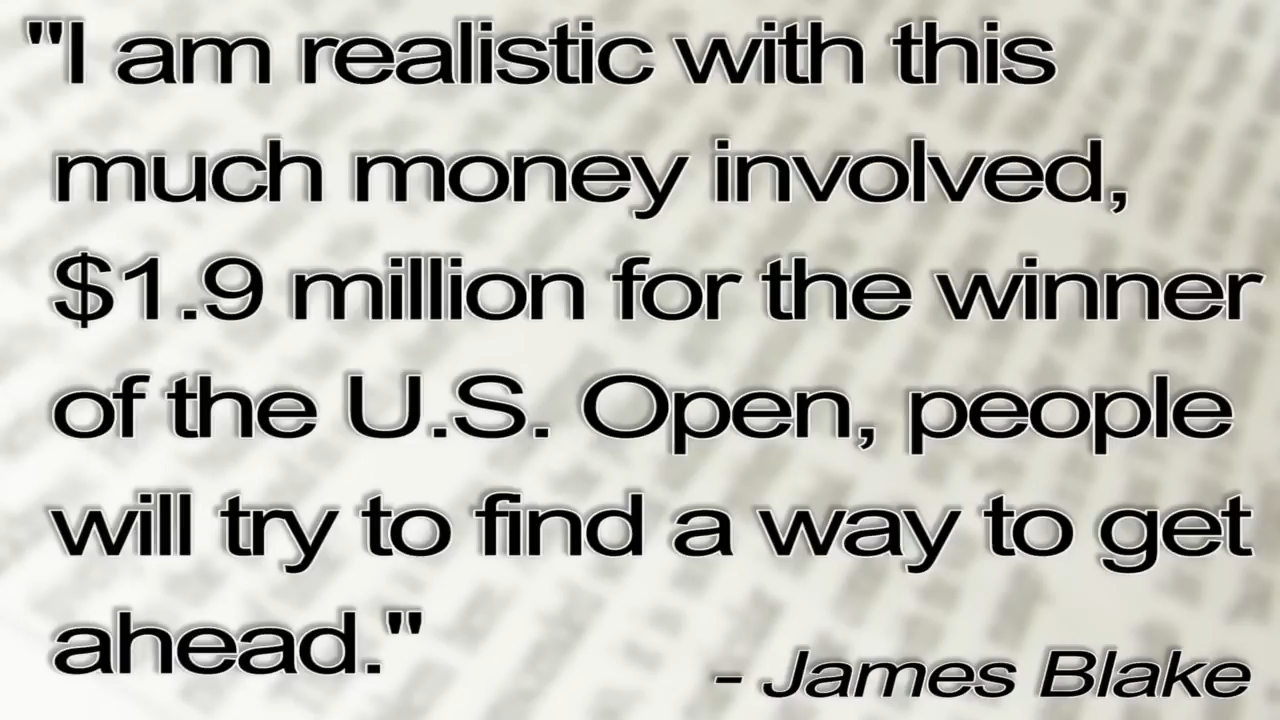 "I am realistic with this
much money involved,
$1.9 million for the winner
of the U.S. Open, people
will try to find a way to get
ahead."
- James Blake